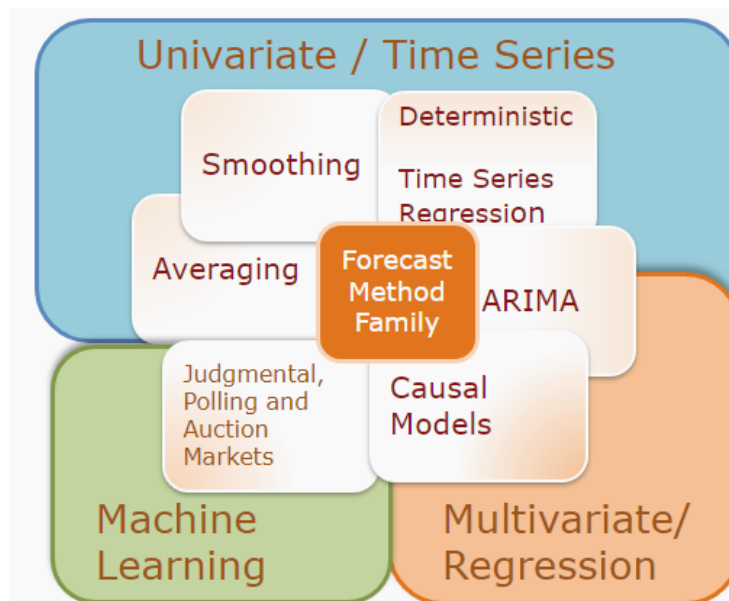 Univariate / Time Series
Smoothing
Deterministic
Time Series
Regression
Averaging
Forecast
Method
Family
ARIMA
Judgmental,
Polling and
Auction
Markets
Causal
Models
Machine
Learning
Multivariate/
Regression